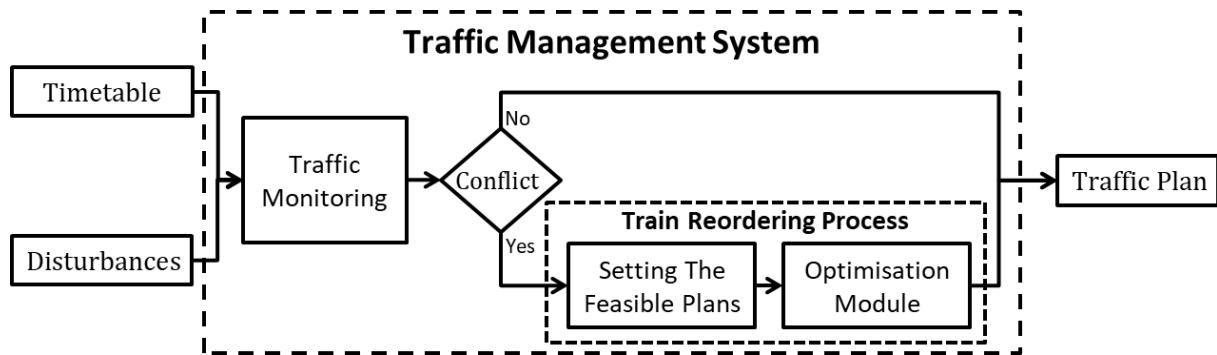 Traffic Management System
Timetable
Disturbances
Traffic
Monitoring
Conflict
No
Yes
Train Reordering Process
Setting The
Feasible Plans
Optimisation
Module
Traffic Plan